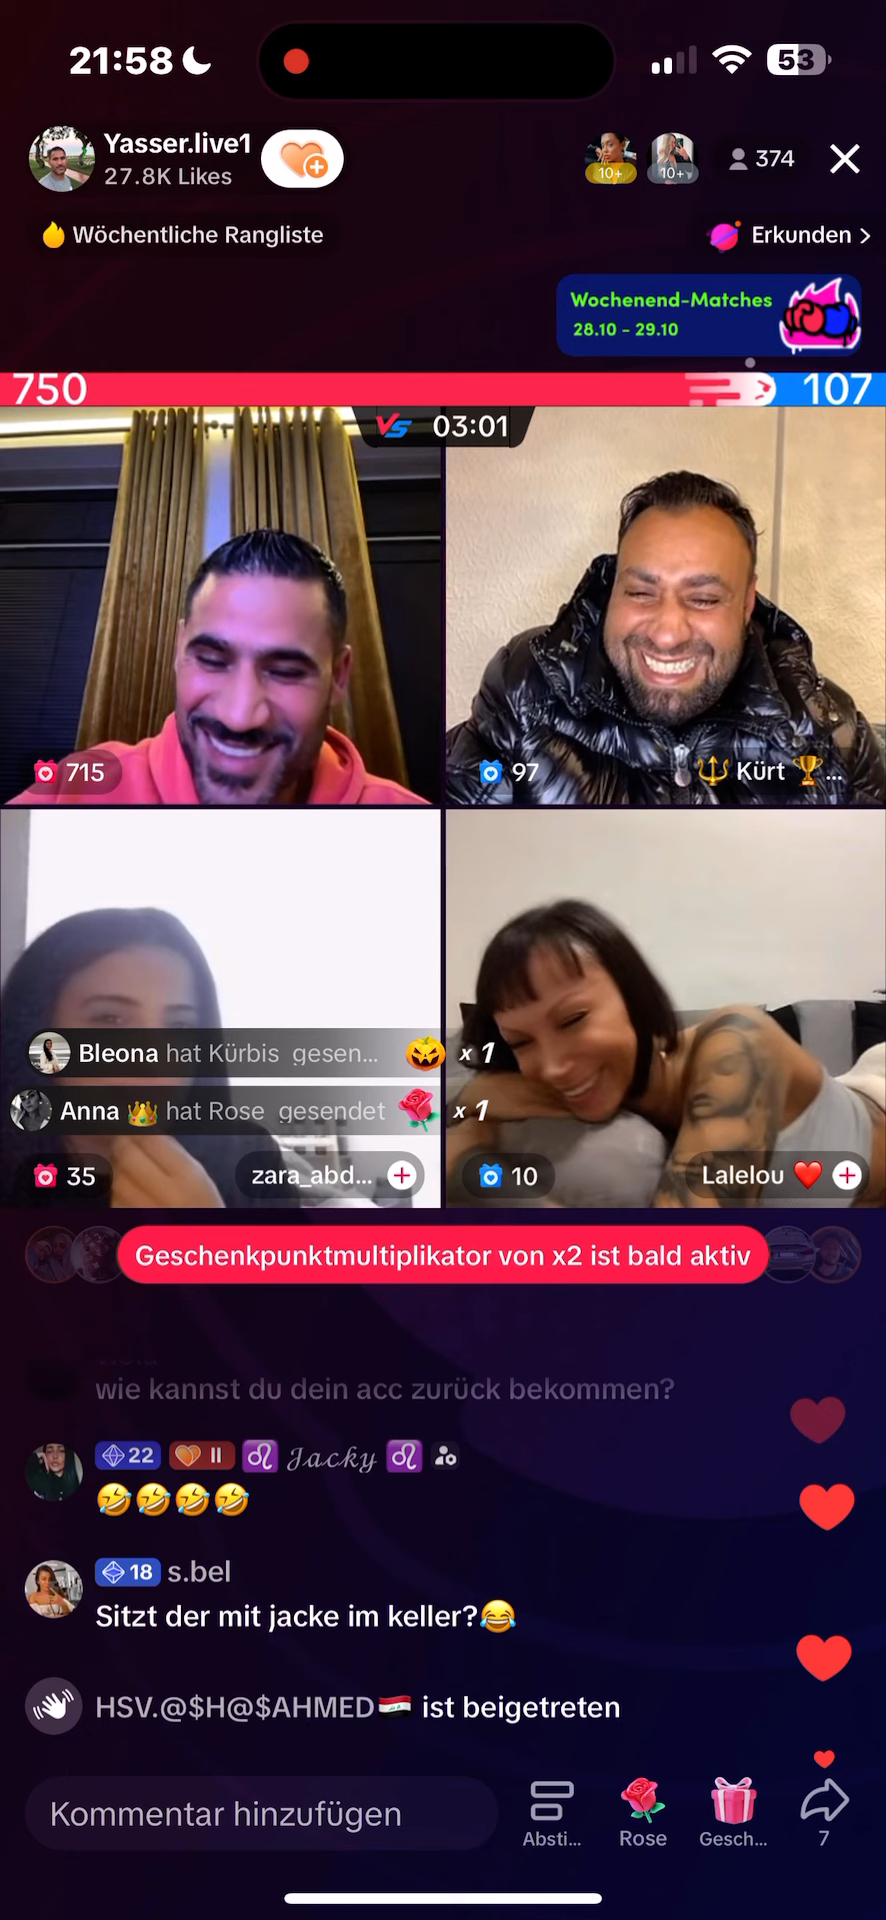 21:58
53
Yasser.live1
27.8K Likes
10+
10+
374
Wöchentliche Rangliste
Erkunden >
Wochenend-Matches
28.10 - 29.10
750
107
VS 03:01
715
97
🔱 Kürt 🏆...
Bleona hat Kürbis gesen... 🎃 x 1
Anna 👑 hat Rose gesendet 🌹 x 1
35
zara_abd...
10
Lalelou ❤️
Geschenkpunktmultiplikator von x2 ist bald aktiv
wie kannst du dein acc zurück bekommen?
22 II ♌ 𝒥𝒶𝒸𝓀𝓎 ♌
🤣🤣🤣🤣
18 s.bel
Sitzt der mit jacke im keller?😂
HSV.@$H@$AHMED🇮🇶 ist beigetreten
Kommentar hinzufügen
Absti...
Rose
Gesch...
7